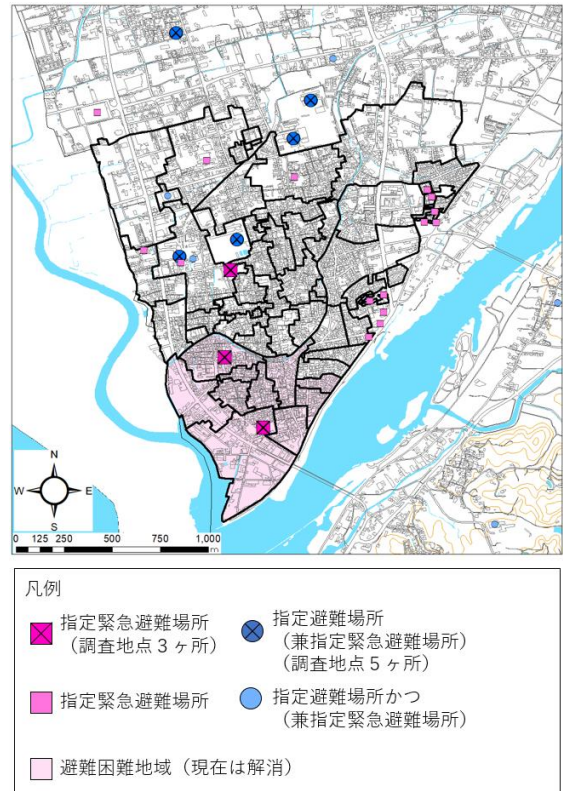 N
W
E
S
0 125 250 500 750 1,000
m
凡例
指定緊急避難場所
（調査地点３ヶ所）
指定避難場所
（兼指定緊急避難場所）
（調査地点５ヶ所）
指定緊急避難場所
指定避難場所かつ
（兼指定緊急避難場所）
避難困難地域（現在は解消）